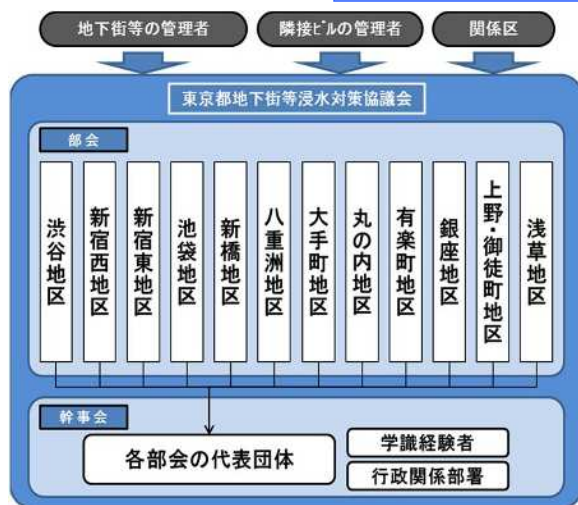 地下街等の管理者
隣接ﾋﾞﾙの管理者
関係区
東京都地下街等浸水対策協議会
部会
渋谷地区
新宿西地区
新宿東地区
池袋地区
新橋地区
八重洲地区
大手町地区
丸の内地区
有楽町地区
銀座地区
上野・御徒町地区
浅草地区
幹事会
各部会の代表団体
学識経験者
行政関係部署